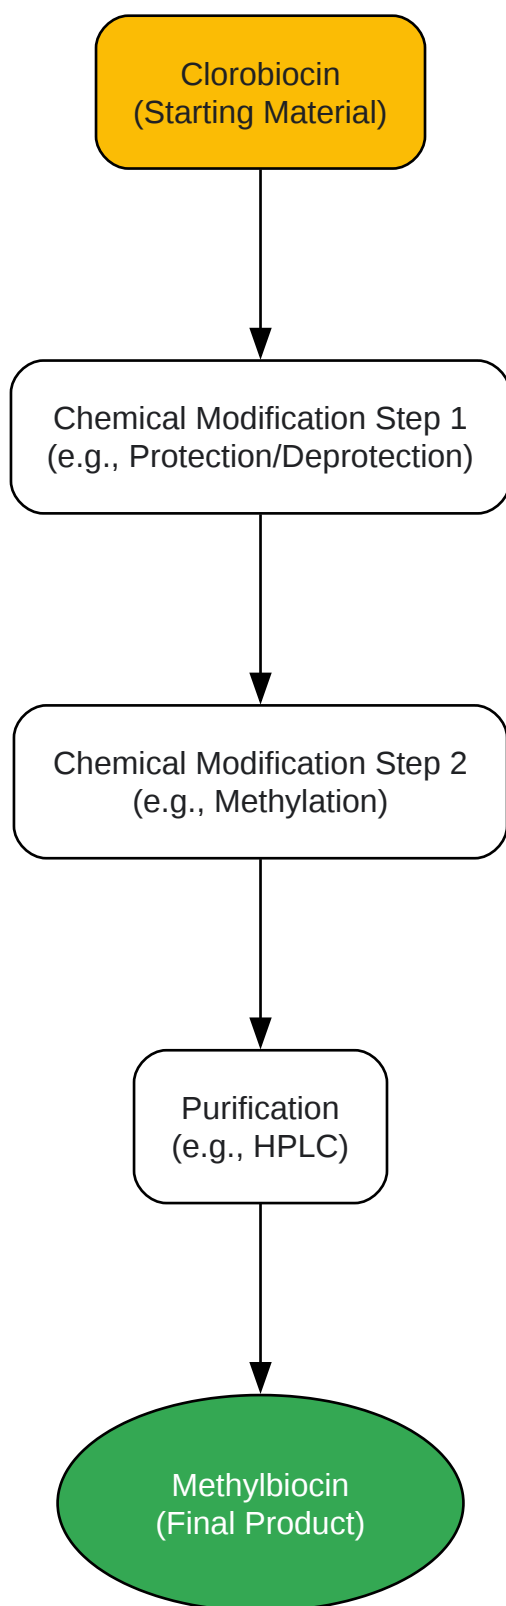 Clorobiocin
(Starting Material)
Chemical Modification Step 1
(e.g., Protection/Deprotection)
Chemical Modification Step 2
(e.g., Methylation)
Purification
(e.g., HPLC)
Methylbiocin
(Final Product)